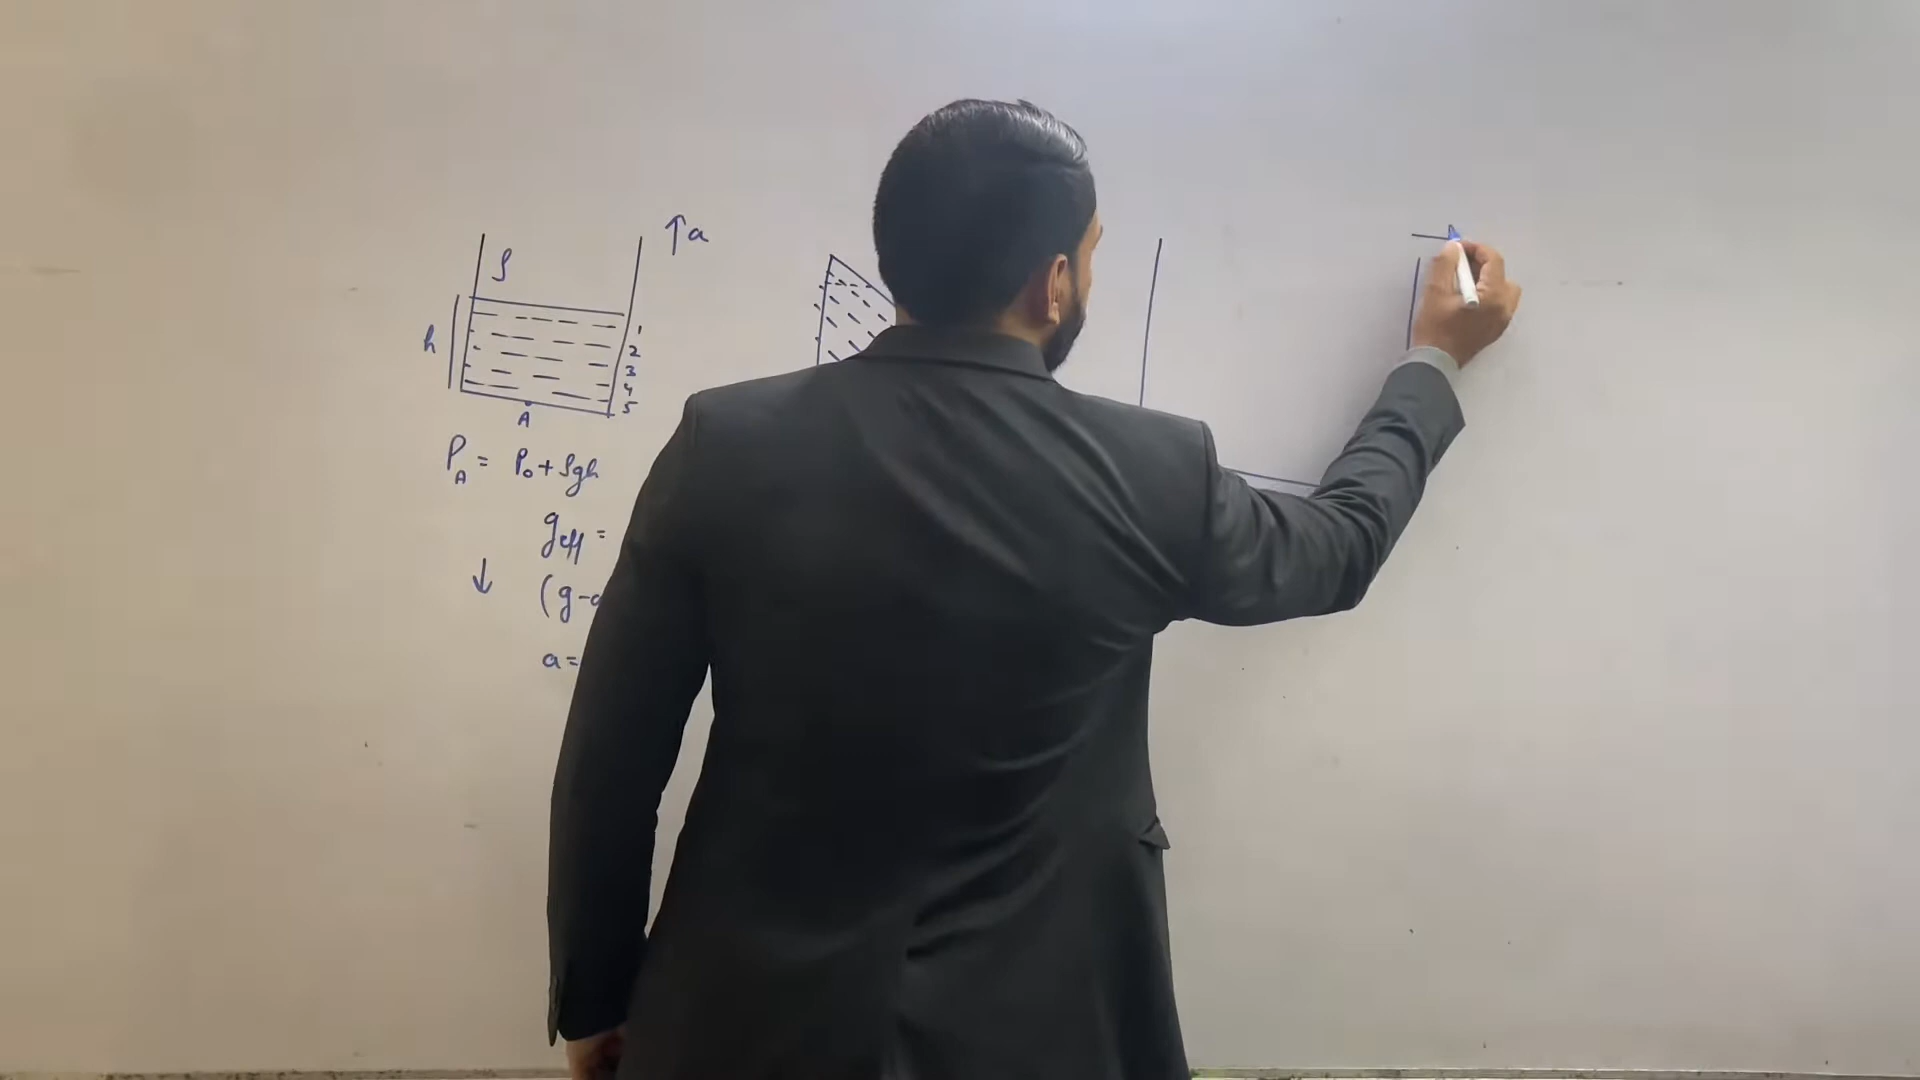 ↑a
ρ
h
1
2
3
4
5
A
P_A = P₀ + ρgh
g_eff =
↓ (g-a
a=